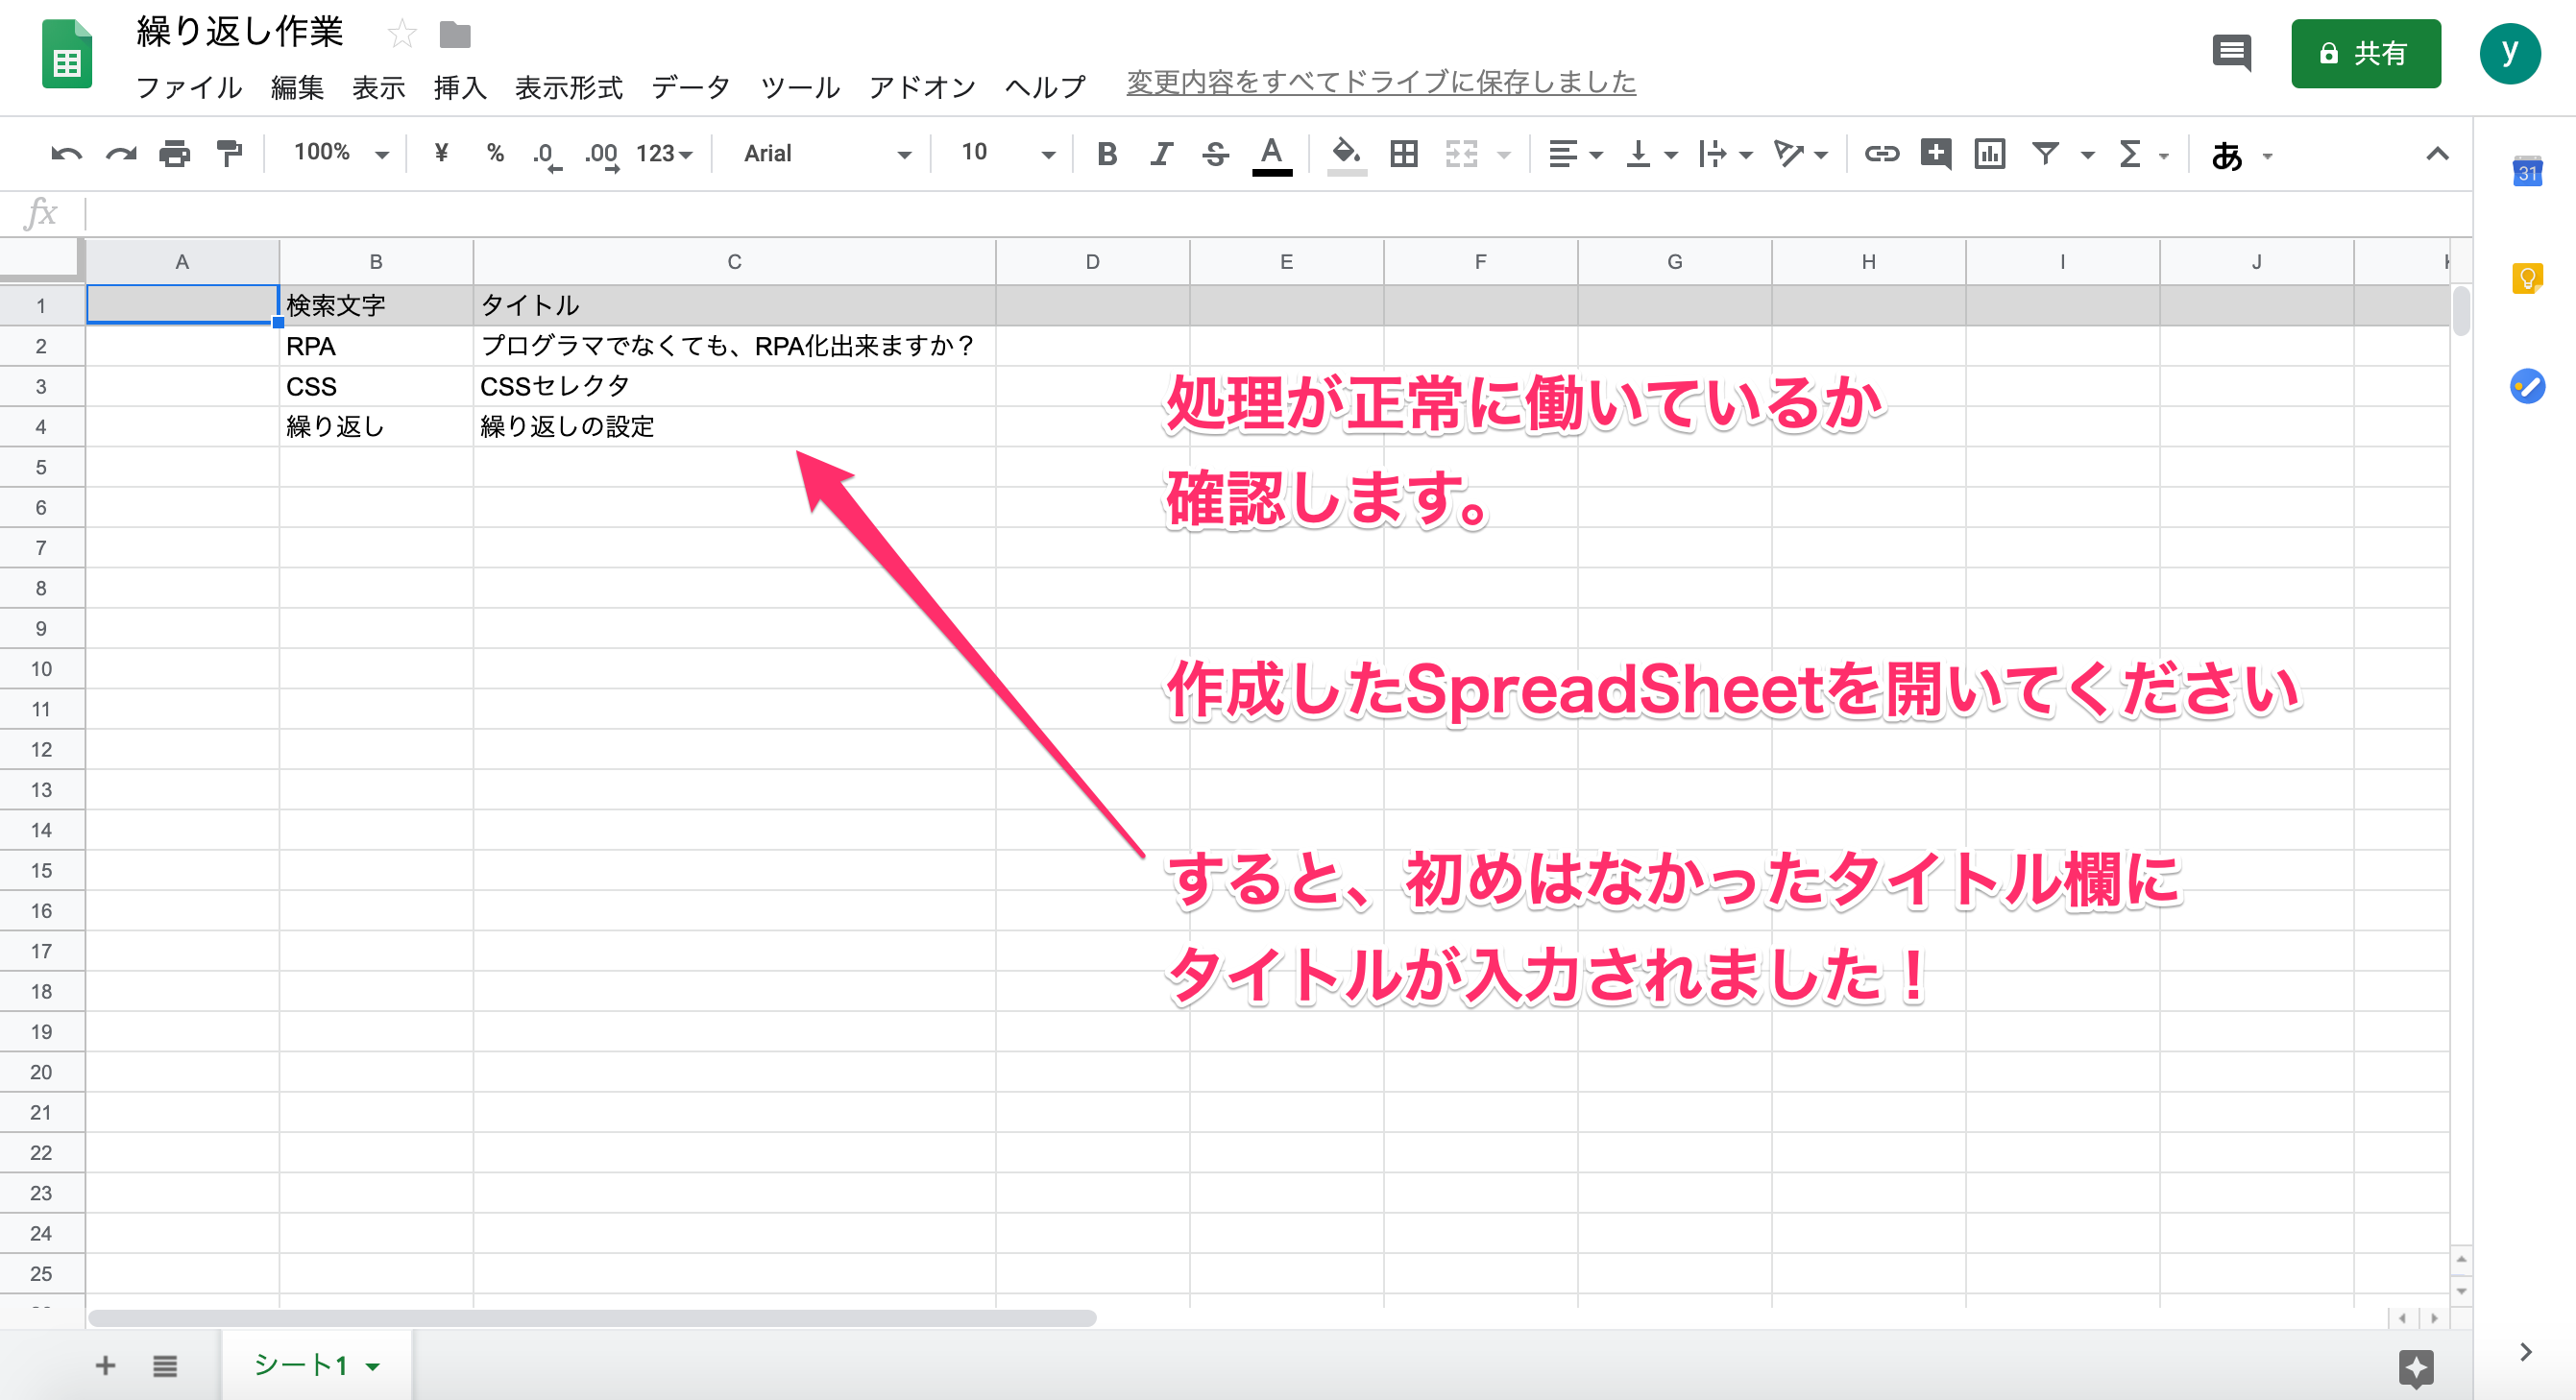 繰り返し作業
ファイル 編集 表示 挿入 表示形式 データ ツール アドオン ヘルプ 変更内容をすべてドライブに保存しました
共有
y
100% ¥ % .0 .00 123 Arial 10 B I S A あ
31
fx
A B C D E F G H I J
1 検索文字 タイトル
2 RPA プログラマでなくても、RPA化出来ますか？
3 CSS CSSセレクタ
4 繰り返し 繰り返しの設定
5
6
7
8
9
10
11
12
13
14
15
16
17
18
19
20
21
22
23
24
25
処理が正常に働いているか
確認します。
作成したSpreadSheetを開いてください
すると、初めはなかったタイトル欄に
タイトルが入力されました！
シート1